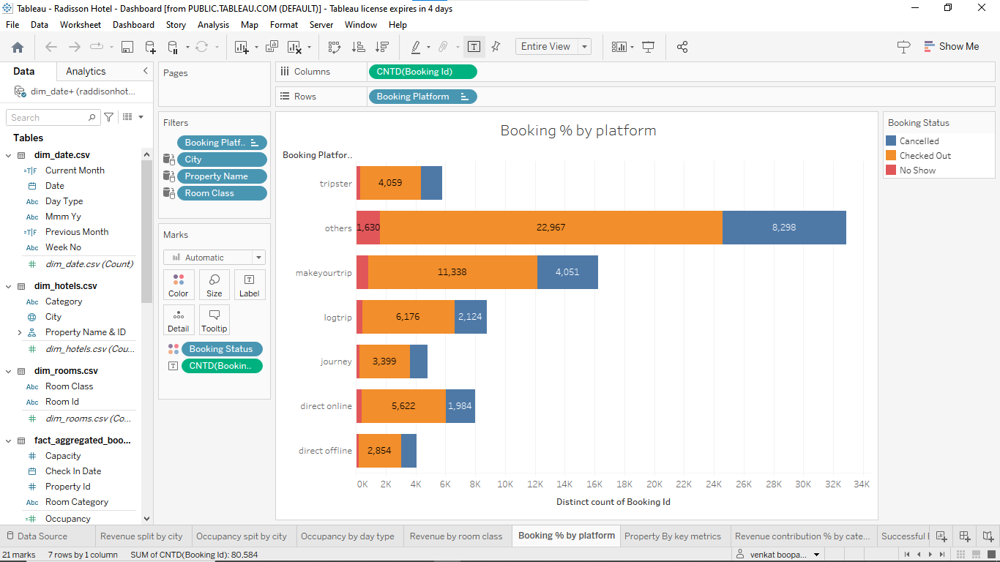 Tableau - Radisson Hotel - Dashboard [from PUBLIC.TABLEAU.COM (DEFAULT)] - Tableau license expires in 4 days
File Data Worksheet Dashboard Story Analysis Map Format Server Window Help
Entire View
Show Me
Data Analytics
dim_date+ (raddisonhot...
Search
Tables
dim_date.csv
=T|F Current Month
Date
Abc Day Type
Abc Mmm Yy
=T|F Previous Month
Abc Week No
# dim_date.csv (Count)
dim_hotels.csv
Abc Category
City
Property Name & ID
# dim_hotels.csv (Cou...
dim_rooms.csv
Abc Room Class
Abc Room Id
# dim_rooms.csv (Co...
fact_aggregated_boo...
# Capacity
Check In Date
# Property Id
Abc Room Category
=# Occupancy
Pages
Filters
Booking Platf..
City
Property Name
Room Class
Marks
Automatic
Color Size Label
Detail Tooltip
Booking Status
CNTD(Bookin..
Columns CNTD(Booking Id)
Rows Booking Platform
Booking % by platform
Booking Platfor..
tripster 4,059
others 1,630 22,967 8,298
makeyourtrip 11,338 4,051
logtrip 6,176 2,124
journey 3,399
direct online 5,622 1,984
direct offline 2,854
0K 2K 4K 6K 8K 10K 12K 14K 16K 18K 20K 22K 24K 26K 28K 30K 32K 34K
Distinct count of Booking Id
Booking Status
Cancelled
Checked Out
No Show
Data Source Revenue split by city Occupancy spit by city Occupancy by day type Revenue by room class Booking % by platform Property By key metrics Revenue contribution % by cate... Successful
21 marks 7 rows by 1 column SUM of CNTD(Booking Id): 80,584 venkat boopa...